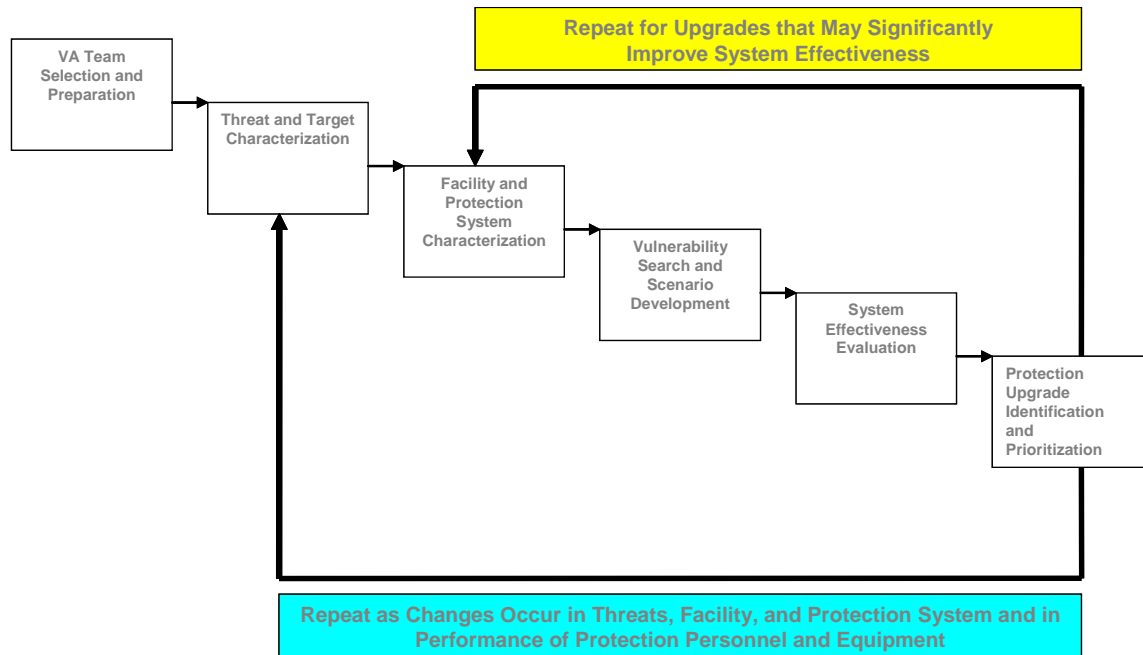 Repeat for Upgrades that May Significantly
Improve System Effectiveness
VA Team
Selection and
Preparation
Threat and Target
Characterization
Facility and
Protection
System
Characterization
Vulnerability
Search and
Scenario
Development
System
Effectiveness
Evaluation
Protection
Upgrade
Identification
and
Prioritization
Repeat as Changes Occur in Threats, Facility, and Protection System and in
Performance of Protection Personnel and Equipment